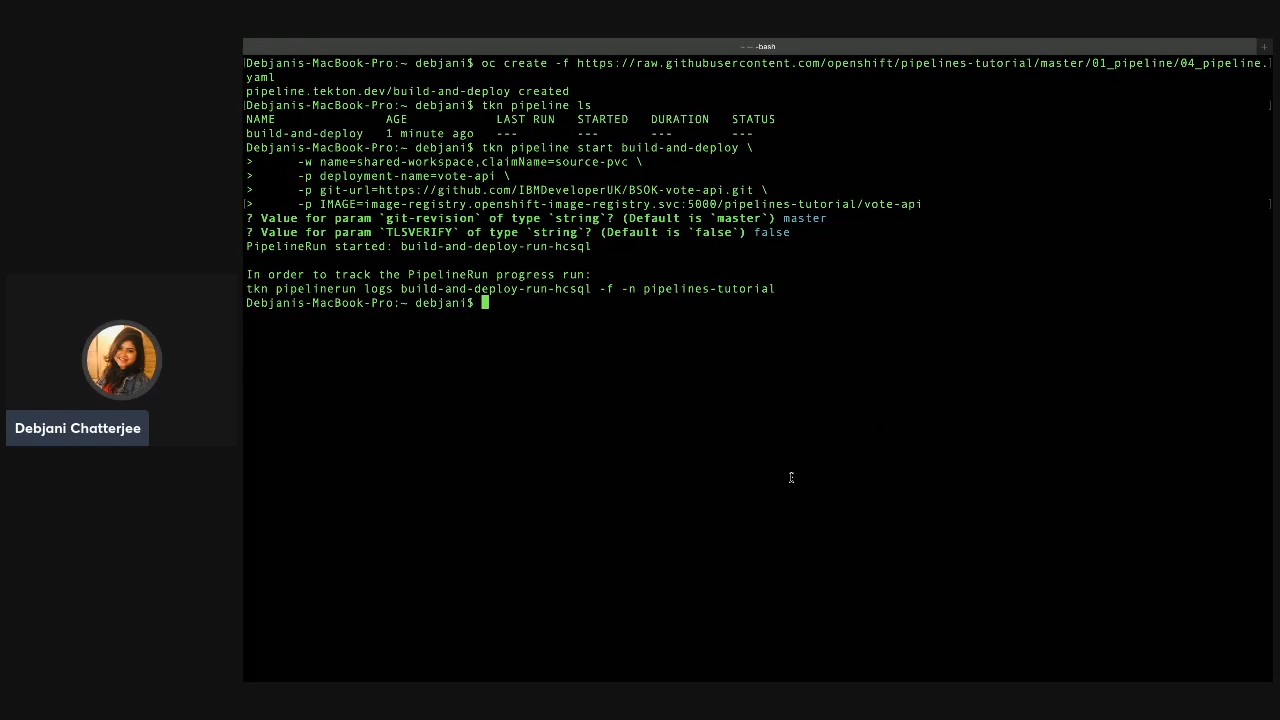 ~ — -bash
Debjanis-MacBook-Pro:~ debjani$ oc create -f https://raw.githubusercontent.com/openshift/pipelines-tutorial/master/01_pipeline/04_pipeline.
yaml
pipeline.tekton.dev/build-and-deploy created
Debjanis-MacBook-Pro:~ debjani$ tkn pipeline ls
NAME AGE LAST RUN STARTED DURATION STATUS
build-and-deploy 1 minute ago --- --- --- ---
Debjanis-MacBook-Pro:~ debjani$ tkn pipeline start build-and-deploy \
> -w name=shared-workspace,claimName=source-pvc \
> -p deployment-name=vote-api \
> -p git-url=https://github.com/IBMDeveloperUK/BSOK-vote-api.git \
> -p IMAGE=image-registry.openshift-image-registry.svc:5000/pipelines-tutorial/vote-api
? Value for param `git-revision` of type `string`? (Default is `master`) master
? Value for param `TLSVERIFY` of type `string`? (Default is `false`) false
PipelineRun started: build-and-deploy-run-hcsql
In order to track the PipelineRun progress run:
tkn pipelinerun logs build-and-deploy-run-hcsql -f -n pipelines-tutorial
Debjanis-MacBook-Pro:~ debjani$
Debjani Chatterjee